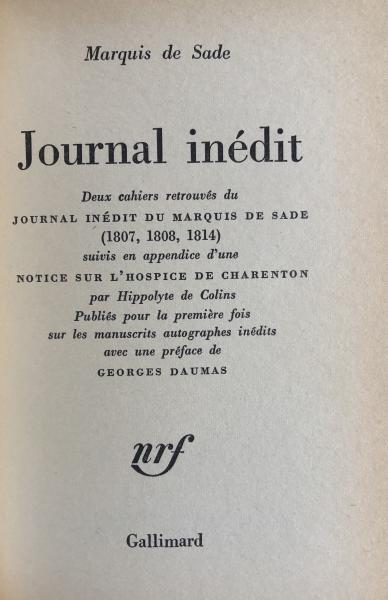 Marquis de Sade
Journal inédit
Deux cahiers retrouvés du
JOURNAL INÉDIT DU MARQUIS DE SADE
(1807, 1808, 1814)
suivis en appendice d'une
NOTICE SUR L'HOSPICE DE CHARENTON
par Hippolyte de Colins
Publiés pour la première fois
sur les manuscrits autographes inédits
avec une préface de
GEORGES DAUMAS
nrf
Gallimard